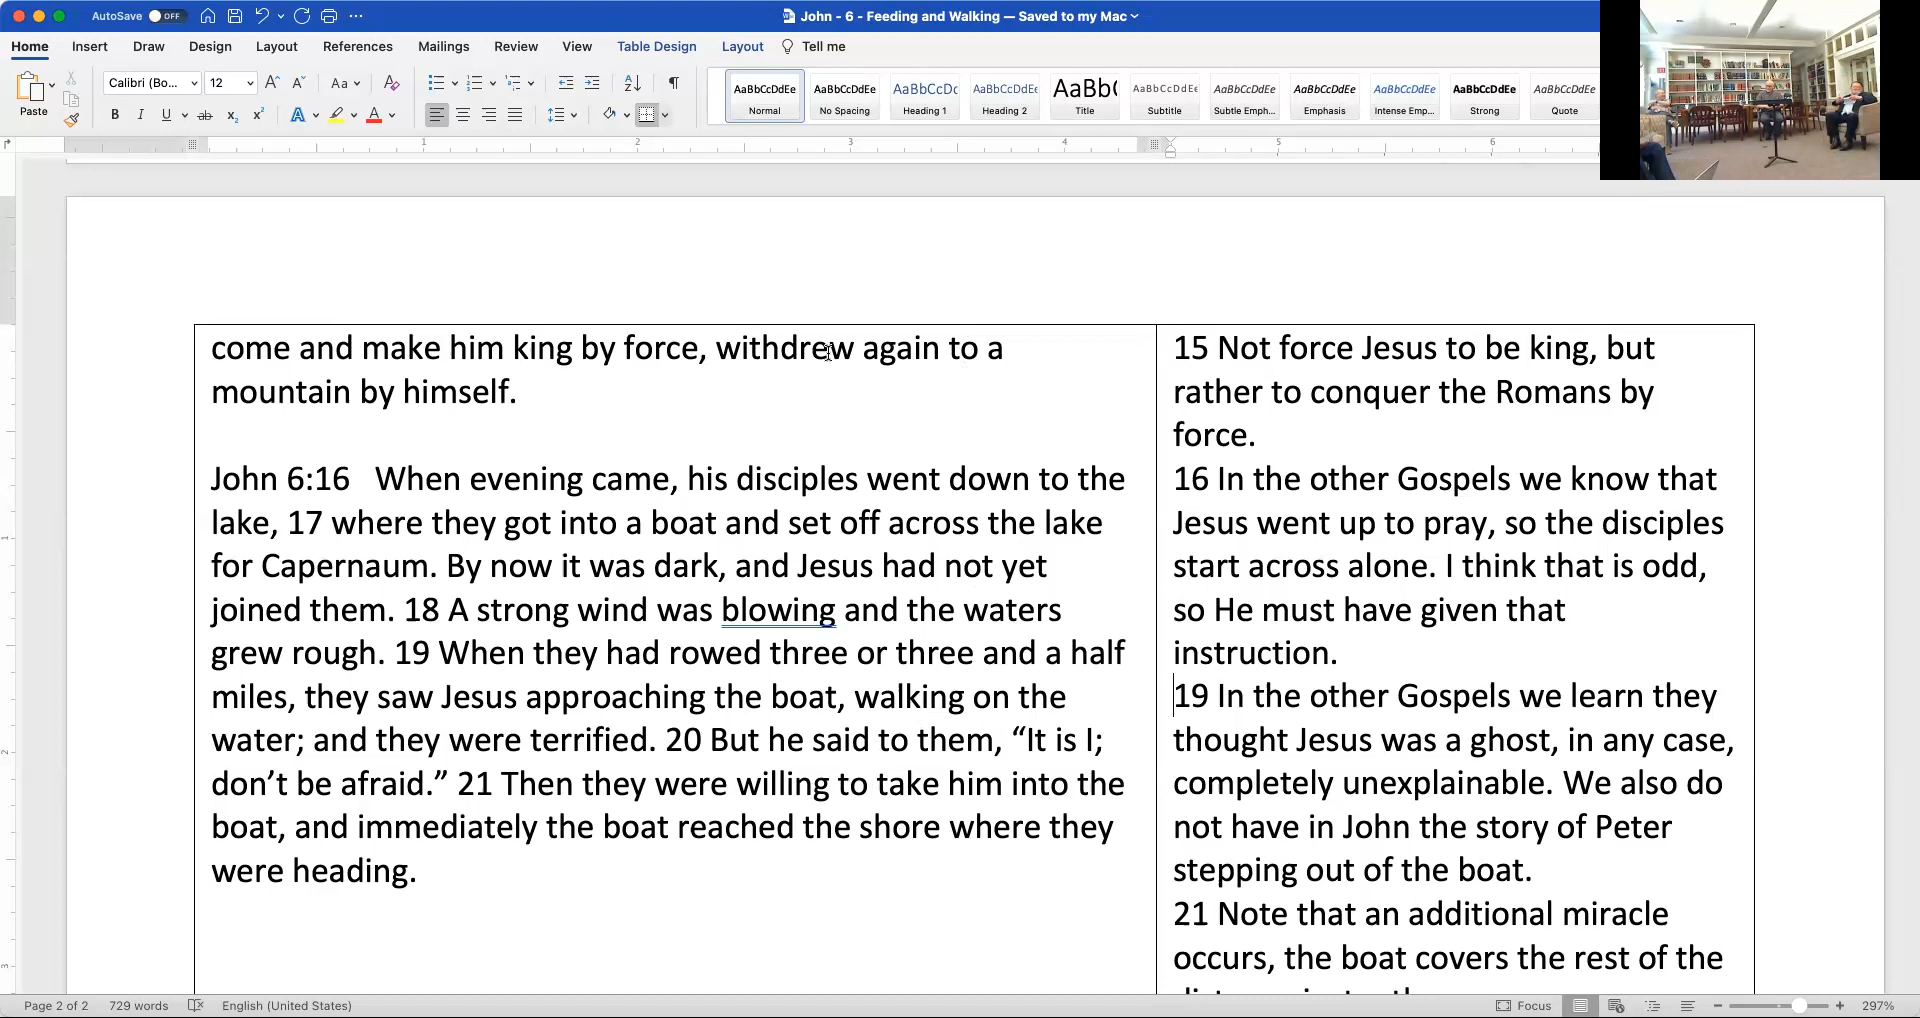 AutoSave OFF
John - 6 - Feeding and Walking — Saved to my Mac
Home Insert Draw Design Layout References Mailings Review View Table Design Layout Tell me
Paste
Calibri (Bo... 12
AaBbCcDdEe AaBbCcDdEe AaBbCcDc AaBbCcDdEe AaBb( AaBbCcDdEe AaBbCcDdEe AaBbCcDdEe AaBbCcDdEe AaBbCcDdEe AaBbCcDdEe
Normal No Spacing Heading 1 Heading 2 Title Subtitle Subtle Emph... Emphasis Intense Emp... Strong Quote
1 2 3 4 5 6
come and make him king by force, withdrew again to a
mountain by himself.
John 6:16 When evening came, his disciples went down to the
lake, 17 where they got into a boat and set off across the lake
for Capernaum. By now it was dark, and Jesus had not yet
joined them. 18 A strong wind was blowing and the waters
grew rough. 19 When they had rowed three or three and a half
miles, they saw Jesus approaching the boat, walking on the
water; and they were terrified. 20 But he said to them, “It is I;
don’t be afraid.” 21 Then they were willing to take him into the
boat, and immediately the boat reached the shore where they
were heading.
15 Not force Jesus to be king, but
rather to conquer the Romans by
force.
16 In the other Gospels we know that
Jesus went up to pray, so the disciples
start across alone. I think that is odd,
so He must have given that
instruction.
19 In the other Gospels we learn they
thought Jesus was a ghost, in any case,
completely unexplainable. We also do
not have in John the story of Peter
stepping out of the boat.
21 Note that an additional miracle
occurs, the boat covers the rest of the
Page 2 of 2 729 words English (United States) Focus 297%